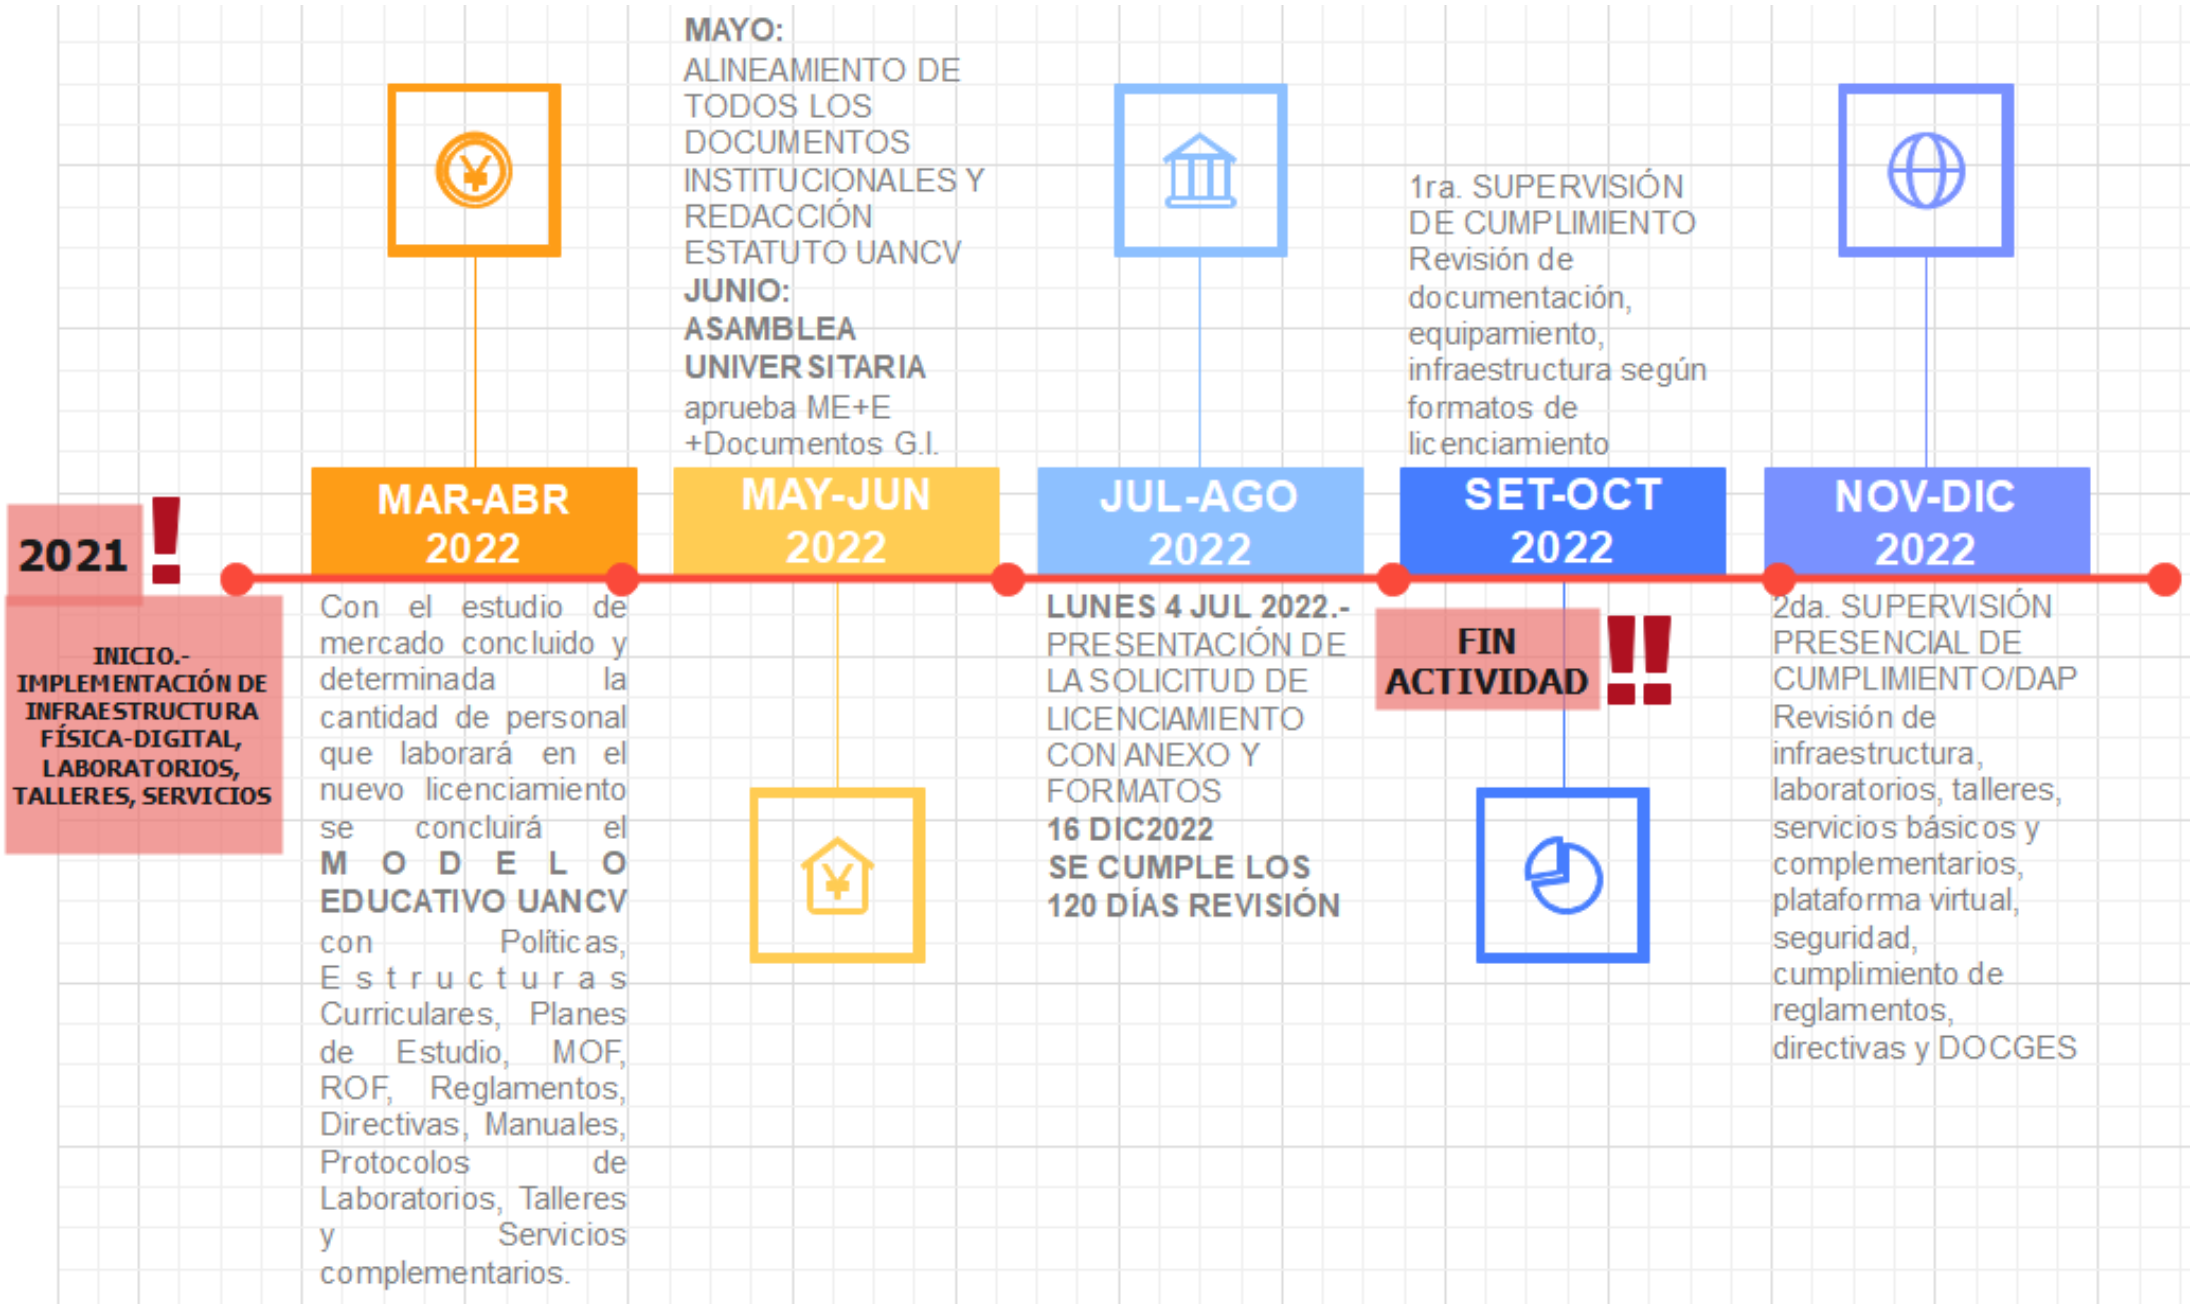 2021 !
INICIO.-
IMPLEMENTACIÓN DE
INFRAESTRUCTURA
FÍSICA-DIGITAL,
LABORATORIOS,
TALLERES, SERVICIOS
MAR-ABR
2022
Con el estudio de
mercado concluido y
determinada la
cantidad de personal
que laborará en el
nuevo licenciamiento
se concluirá el
MODELO
EDUCATIVO UANCV
con Políticas,
Estructuras
Curriculares, Planes
de Estudio, MOF,
ROF, Reglamentos,
Directivas, Manuales,
Protocolos de
Laboratorios, Talleres
y Servicios
complementarios.
MAYO:
ALINEAMIENTO DE
TODOS LOS
DOCUMENTOS
INSTITUCIONALES Y
REDACCIÓN
ESTATUTO UANCV
JUNIO:
ASAMBLEA
UNIVERSITARIA
aprueba ME+E
+Documentos G.I.
MAY-JUN
2022
JUL-AGO
2022
LUNES 4 JUL 2022.-
PRESENTACIÓN DE
LA SOLICITUD DE
LICENCIAMIENTO
CON ANEXO Y
FORMATOS
16 DIC2022
SE CUMPLE LOS
120 DÍAS REVISIÓN
1ra. SUPERVISIÓN
DE CUMPLIMIENTO
Revisión de
documentación,
equipamiento,
infraestructura según
formatos de
licenciamiento
SET-OCT
2022
FIN
ACTIVIDAD !!
NOV-DIC
2022
2da. SUPERVISIÓN
PRESENCIAL DE
CUMPLIMIENTO/DAP
Revisión de
infraestructura,
laboratorios, talleres,
servicios básicos y
complementarios,
plataforma virtual,
seguridad,
cumplimiento de
reglamentos,
directivas y DOCGES